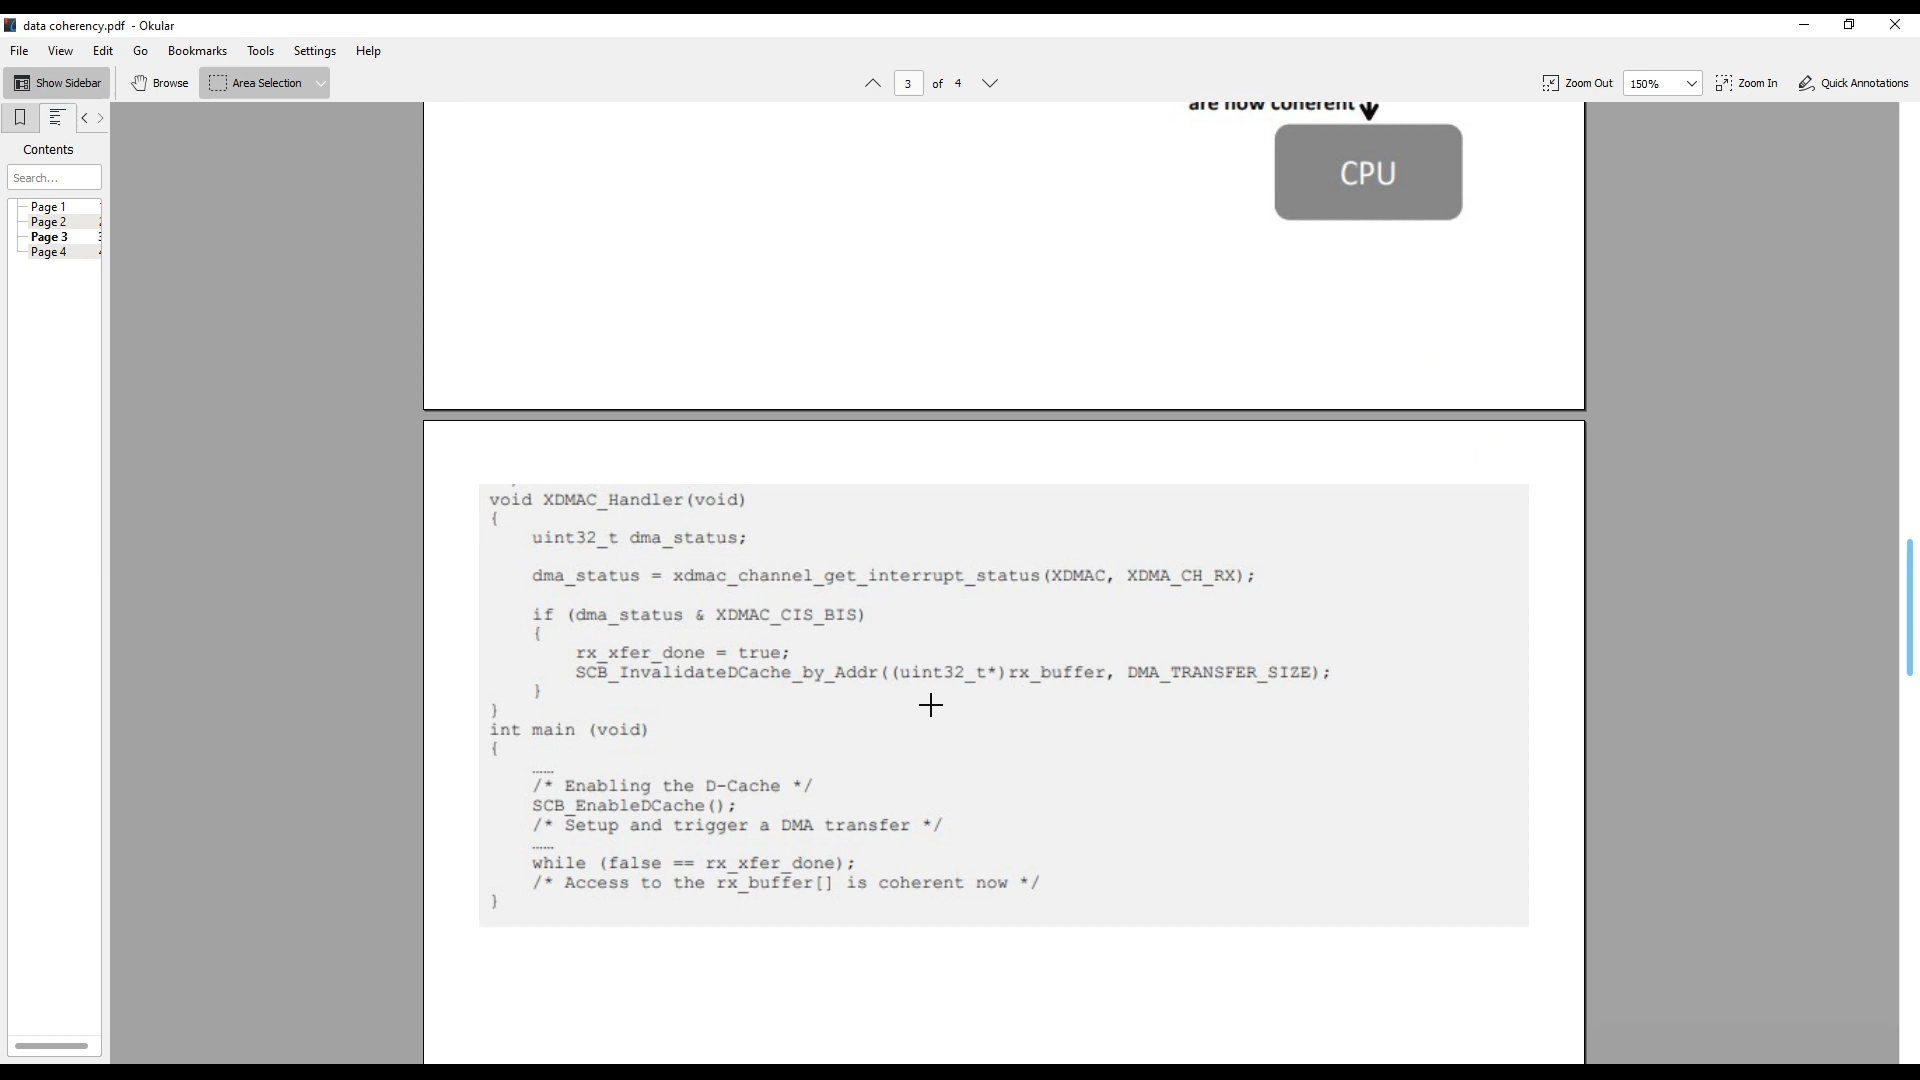 data coherency.pdf - Okular
File View Edit Go Bookmarks Tools Settings Help
Show Sidebar Browse Area Selection 3 of 4 Zoom Out 150% Zoom In Quick Annotations
Contents
Search...
Page 1
Page 2
Page 3
Page 4
are now coherent
CPU
void XDMAC_Handler(void)
{
uint32_t dma_status;
dma_status = xdmac_channel_get_interrupt_status(XDMAC, XDMA_CH_RX);
if (dma_status & XDMAC_CIS_BIS)
{
rx_xfer_done = true;
SCB_InvalidateDCache_by_Addr((uint32_t*)rx_buffer, DMA_TRANSFER_SIZE);
}
}
int main (void)
{
……
/* Enabling the D-Cache */
SCB_EnableDCache();
/* Setup and trigger a DMA transfer */
……
while (false == rx_xfer_done);
/* Access to the rx_buffer[] is coherent now */
}